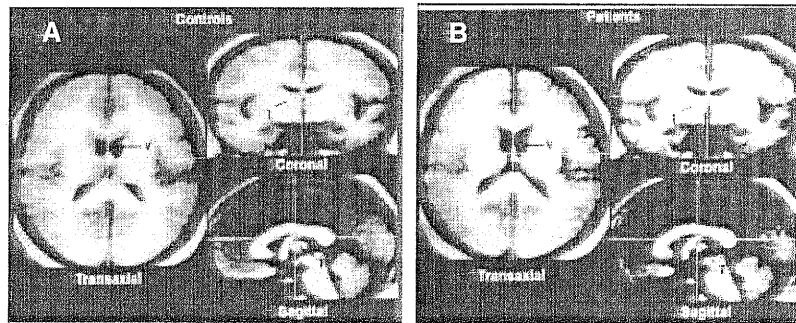 A
Controls
V
Coronal
Transaxial
Sagittal
B
Patients
V
Coronal
Transaxial
Sagittal